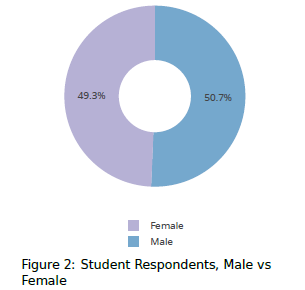 49.3%
50.7%
Female
Male
Figure 2: Student Respondents, Male vs
Female